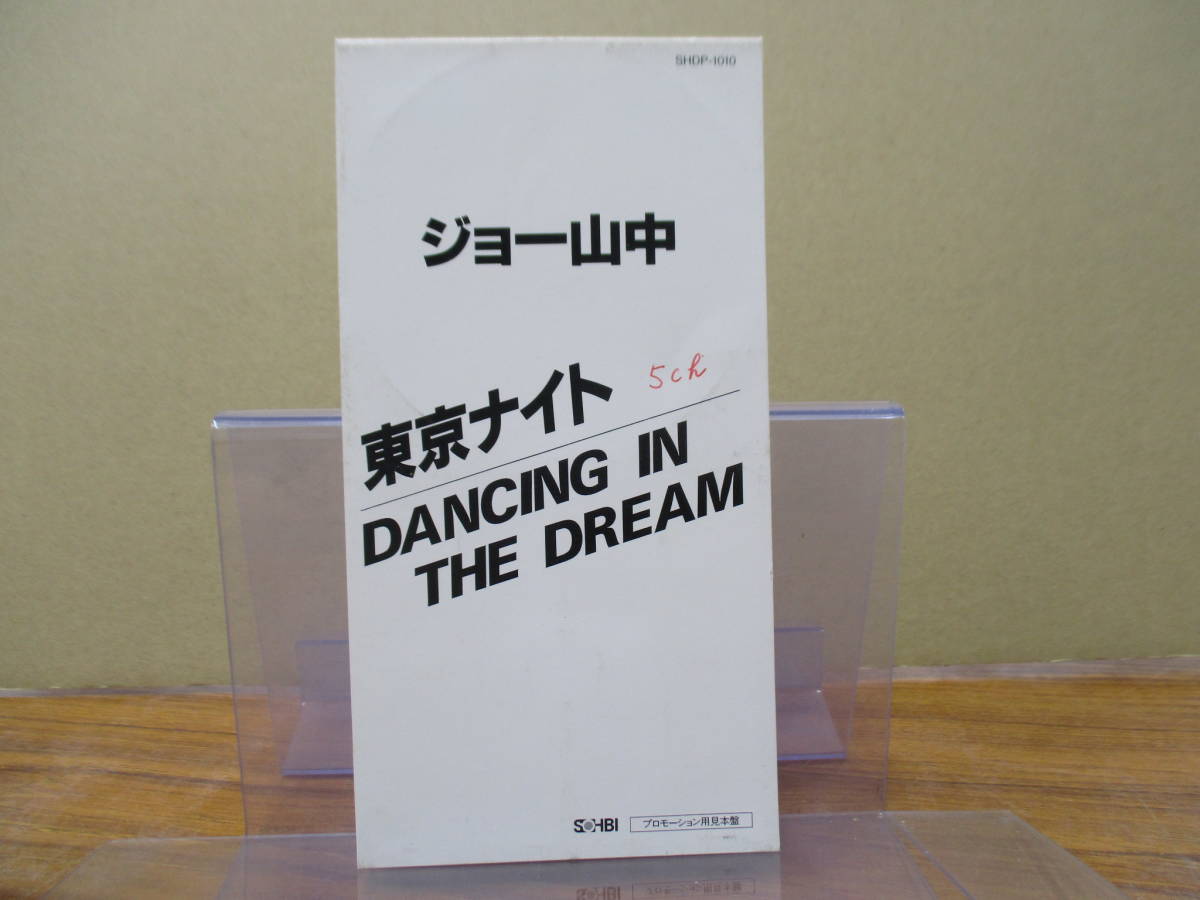 SHDP-1010
ジョー山中
東京ナイト
5ch
DANCING IN
THE DREAM
SOHBI
プロモーション用見本盤